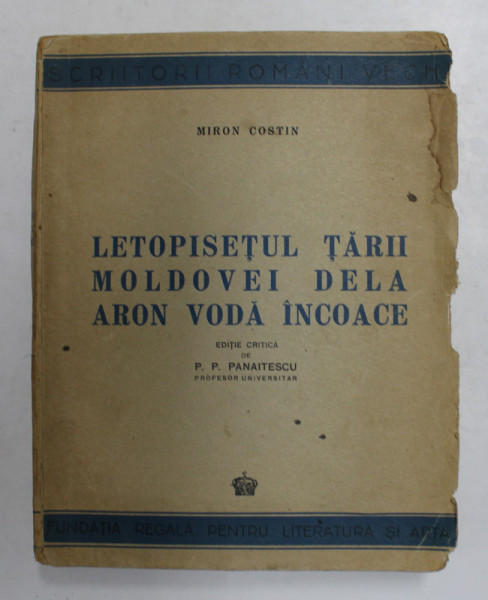 SCRIITORII ROMÂNI VECHI
MIRON COSTIN
LETOPISEȚUL ȚĂRII
MOLDOVEI DELA
ARON VODĂ ÎNCOACE
EDIȚIE CRITICĂ
DE
P. P. PANAITESCU
PROFESOR UNIVERSITAR
FUNDAȚIA REGALĂ PENTRU LITERATURĂ ȘI ARTĂ